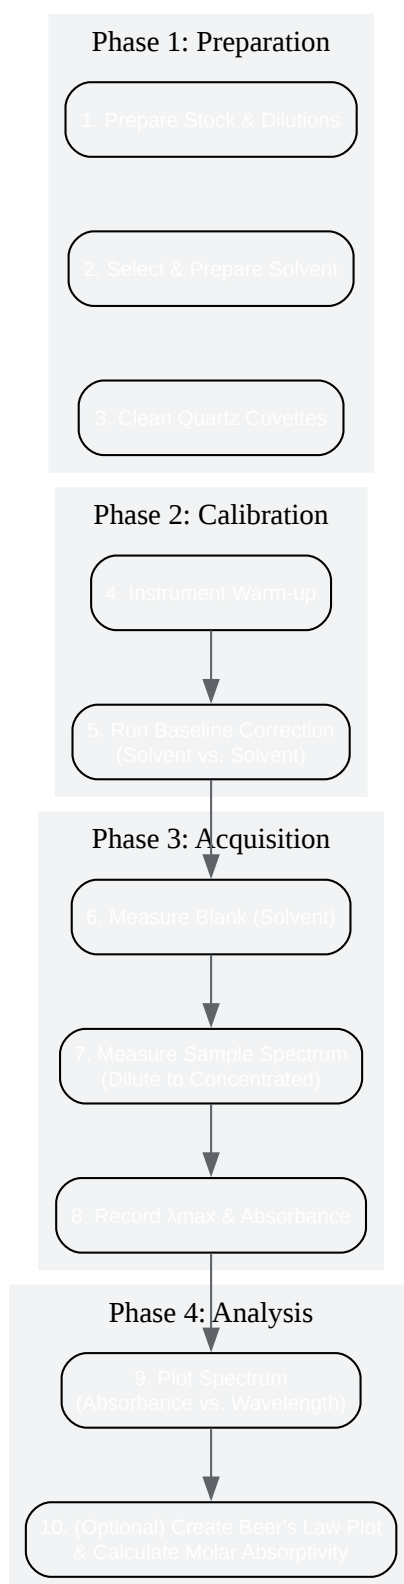 Phase 1: Preparation
1. Prepare Stock & Dilutions
2. Select & Prepare Solvent
3. Clean Quartz Cuvettes
Phase 2: Calibration
4. Instrument Warm-up
5. Run Baseline Correction
(Solvent vs. Solvent)
Phase 3: Acquisition
6. Measure Blank (Solvent)
7. Measure Sample Spectrum
(Dilute to Concentrated)
8. Record λmax & Absorbance
Phase 4: Analysis
9. Plot Spectrum
(Absorbance vs. Wavelength)
10. (Optional) Create Beer's Law Plot
& Calculate Molar Absorptivity